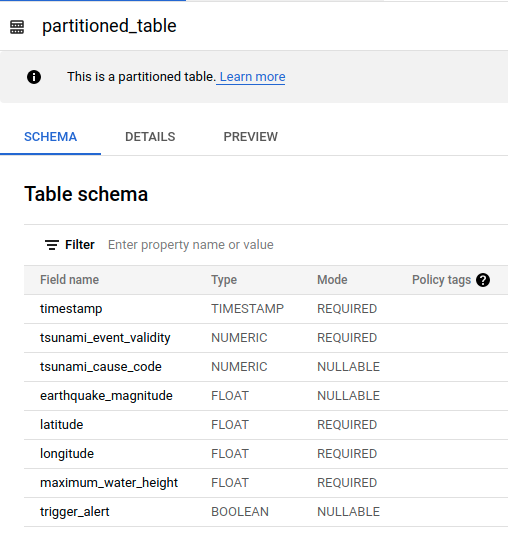 partitioned_table
This is a partitioned table. Learn more
SCHEMA DETAILS PREVIEW
Table schema
Filter Enter property name or value
Field name Type Mode Policy tags ?
timestamp TIMESTAMP REQUIRED
tsunami_event_validity NUMERIC REQUIRED
tsunami_cause_code NUMERIC NULLABLE
earthquake_magnitude FLOAT NULLABLE
latitude FLOAT REQUIRED
longitude FLOAT REQUIRED
maximum_water_height FLOAT REQUIRED
trigger_alert BOOLEAN NULLABLE